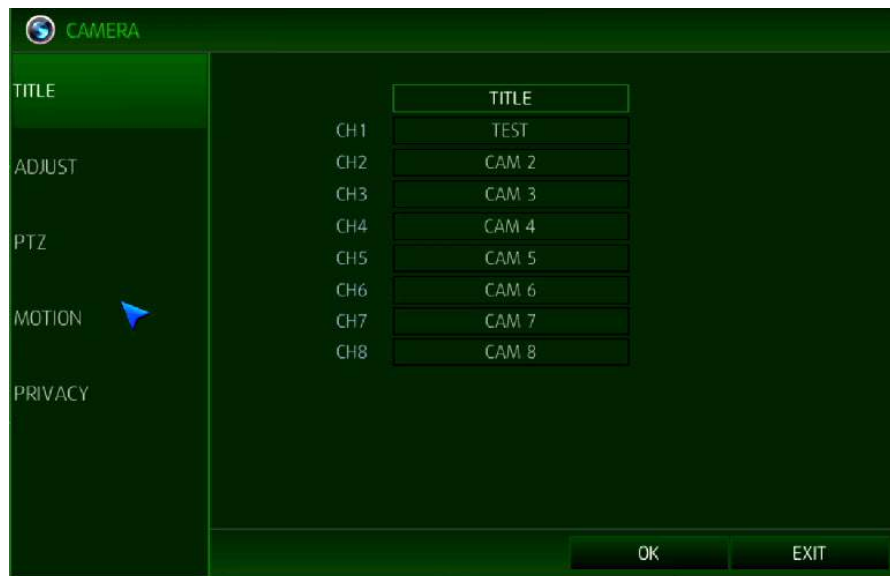 CAMERA
TITLE
ADJUST
PTZ
MOTION
PRIVACY
TITLE
CH1 TEST
CH2 CAM 2
CH3 CAM 3
CH4 CAM 4
CH5 CAM 5
CH6 CAM 6
CH7 CAM 7
CH8 CAM 8
OK EXIT